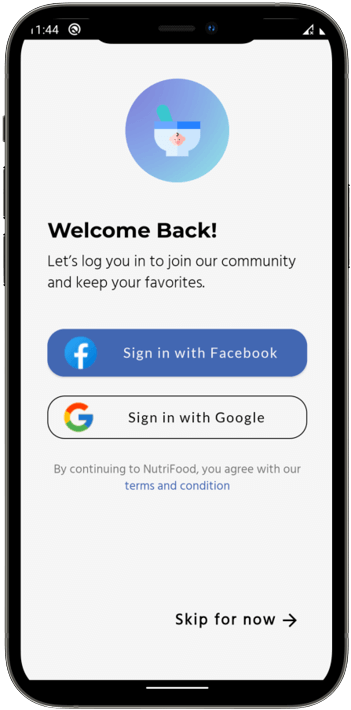 1:44
Welcome Back!
Let's log you in to join our community
and keep your favorites.
Sign in with Facebook
Sign in with Google
By continuing to NutriFood, you agree with our
terms and condition
Skip for now →